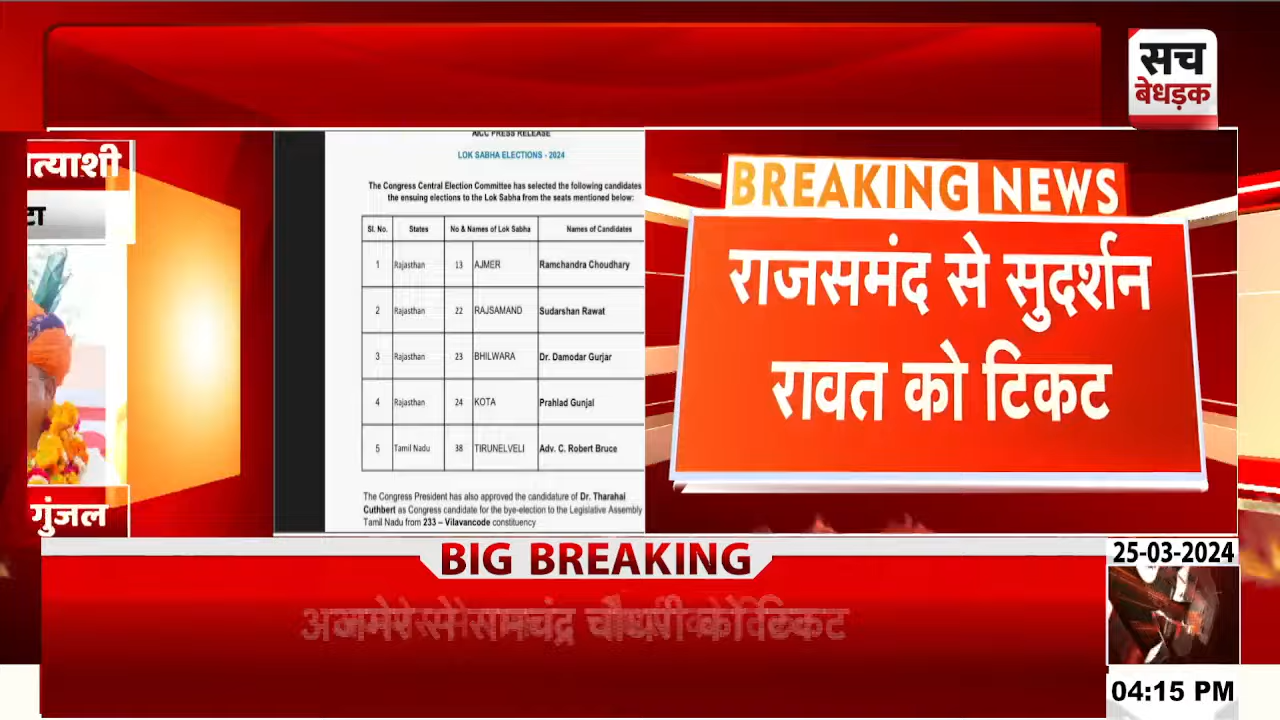 सच
बेधड़क
त्याशी
टा
गुंजल
AICC PRESS RELEASE
LOK SABHA ELECTIONS - 2024
The Congress Central Election Committee has selected the following candidates
the ensuing elections to the Lok Sabha from the seats mentioned below:
Sl. No. States No & Names of Lok Sabha Names of Candidates
1 Rajasthan 13 AJMER Ramchandra Choudhary
2 Rajasthan 22 RAJSAMAND Sudarshan Rawat
3 Rajasthan 23 BHILWARA Dr. Damodar Gurjar
4 Rajasthan 24 KOTA Prahlad Gunjal
5 Tamil Nadu 38 TIRUNELVELI Adv. C. Robert Bruce
The Congress President has also approved the candidature of Dr. Tharahai
Cuthbert as Congress candidate for the bye-election to the Legislative Assembly
Tamil Nadu from 233 – Vilavancode constituency
BREAKING NEWS
राजसमंद से सुदर्शन
रावत को टिकट
BIG BREAKING
25-03-2024
04:15 PM